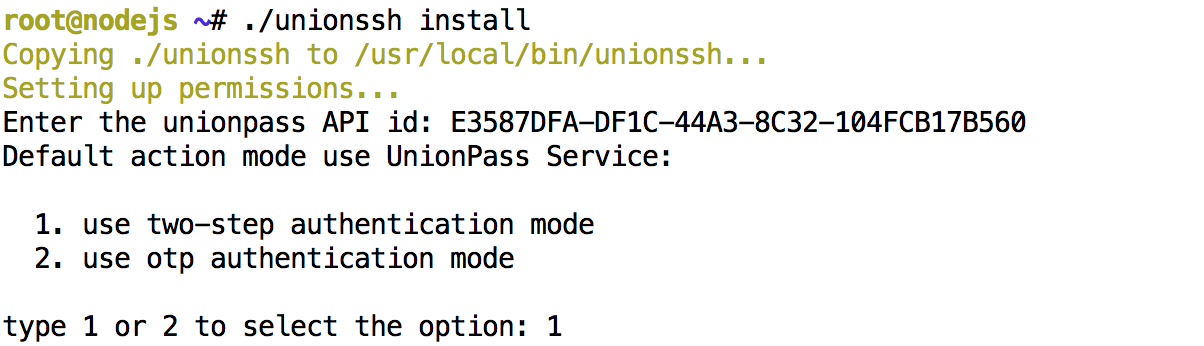 root@nodejs ~# ./unionssh install
Copying ./unionssh to /usr/local/bin/unionssh...
Setting up permissions...
Enter the unionpass API id: E3587DFA-DF1C-44A3-8C32-104FCB17B560
Default action mode use UnionPass Service:
1. use two-step authentication mode
2. use otp authentication mode
type 1 or 2 to select the option: 1